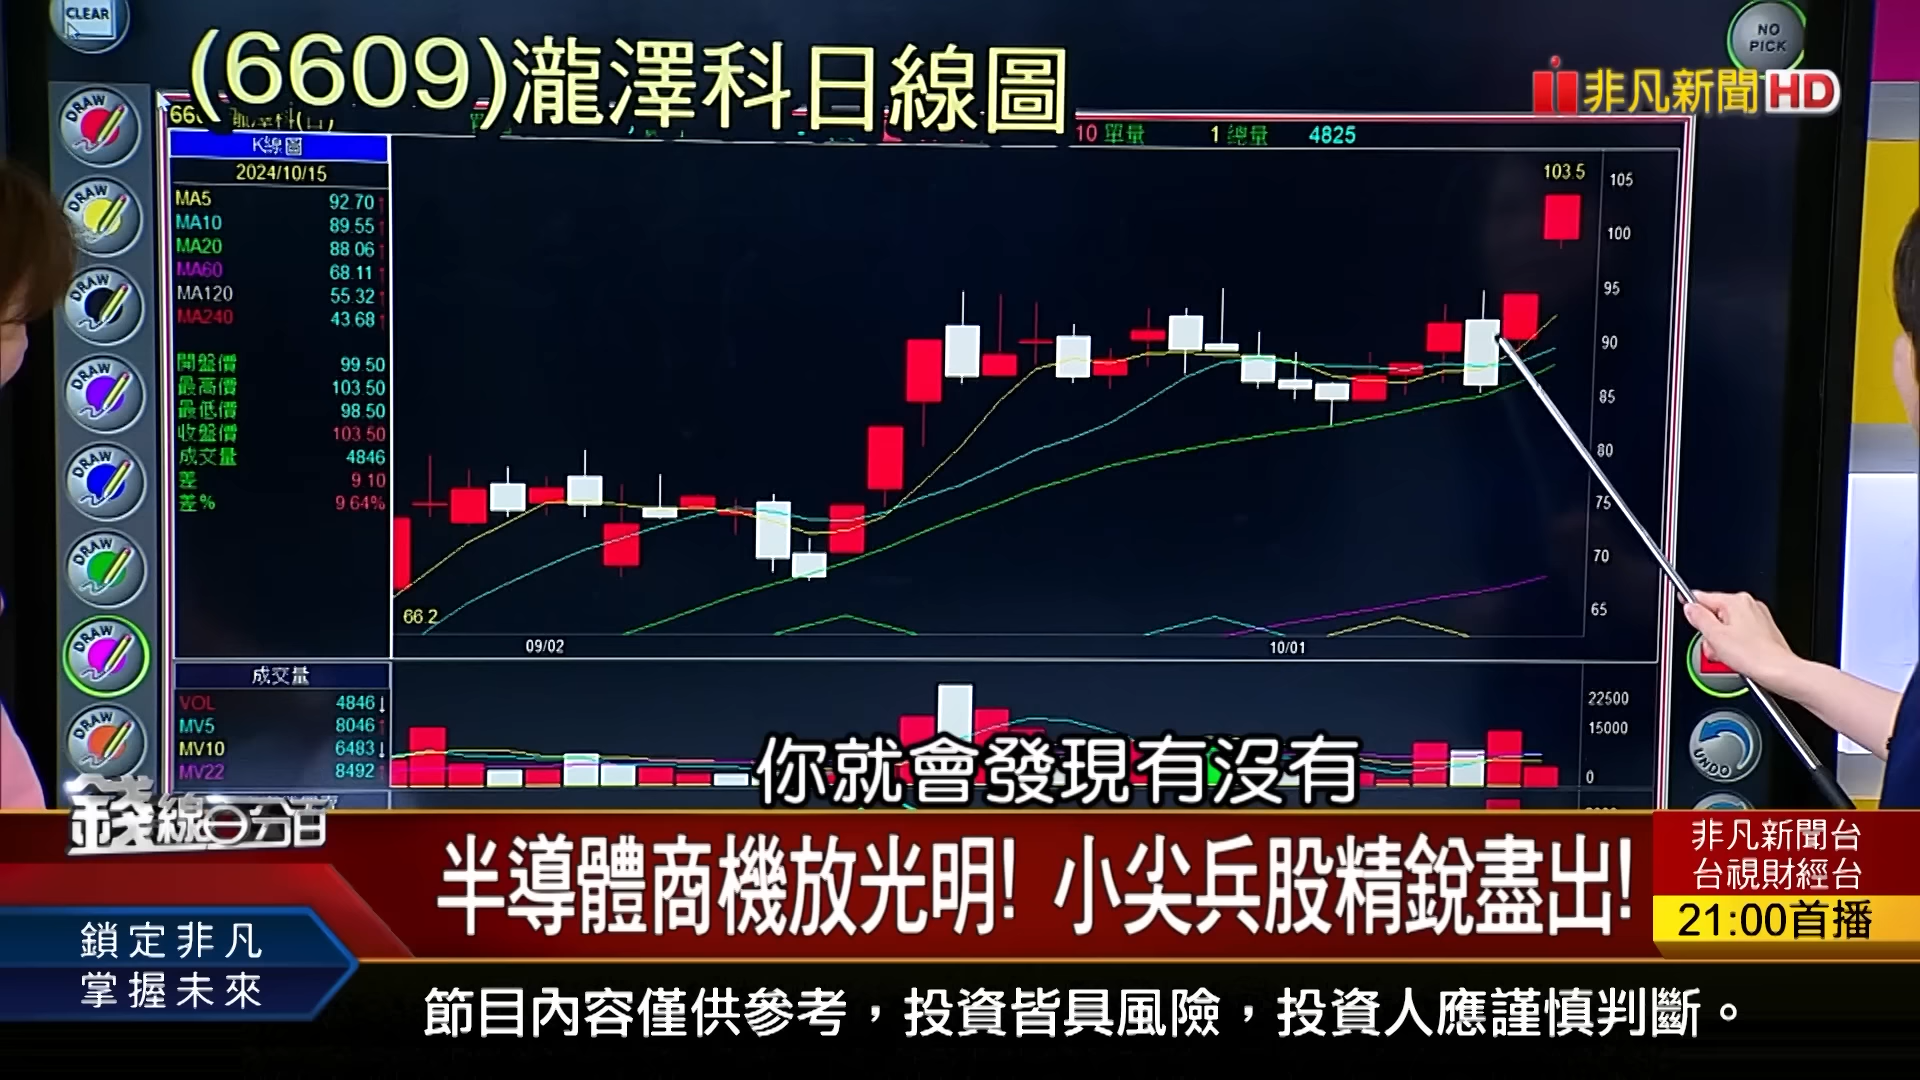 CLEAR
NO PICK
(6609)瀧澤科日線圖
非凡新聞HD
10 單量 1 總量 4825
K線圖
2024/10/15
MA5 92.70
MA10 89.55
MA20 88.06
MA60 68.11
MA120 55.32
MA240 43.68
開盤價 99.50
最高價 103.50
最低價 98.50
收盤價 103.50
成交量 4846
差 9.10
差% 9.64%
DRAW
DRAW
DRAW
DRAW
DRAW
DRAW
DRAW
DRAW
103.5
105
100
95
90
85
80
75
70
65
66.2
09/02 10/01
成交量
VOL 4846↓
MV5 8046↑
MV10 6483↓
MV22 8492↑
22500
15000
0
UNDO
你就會發現有沒有
錢線百分百
半導體商機放光明! 小尖兵股精銳盡出!
非凡新聞台
台視財經台
21:00首播
鎖定非凡
掌握未來
節目內容僅供參考,投資皆具風險,投資人應謹慎判斷。